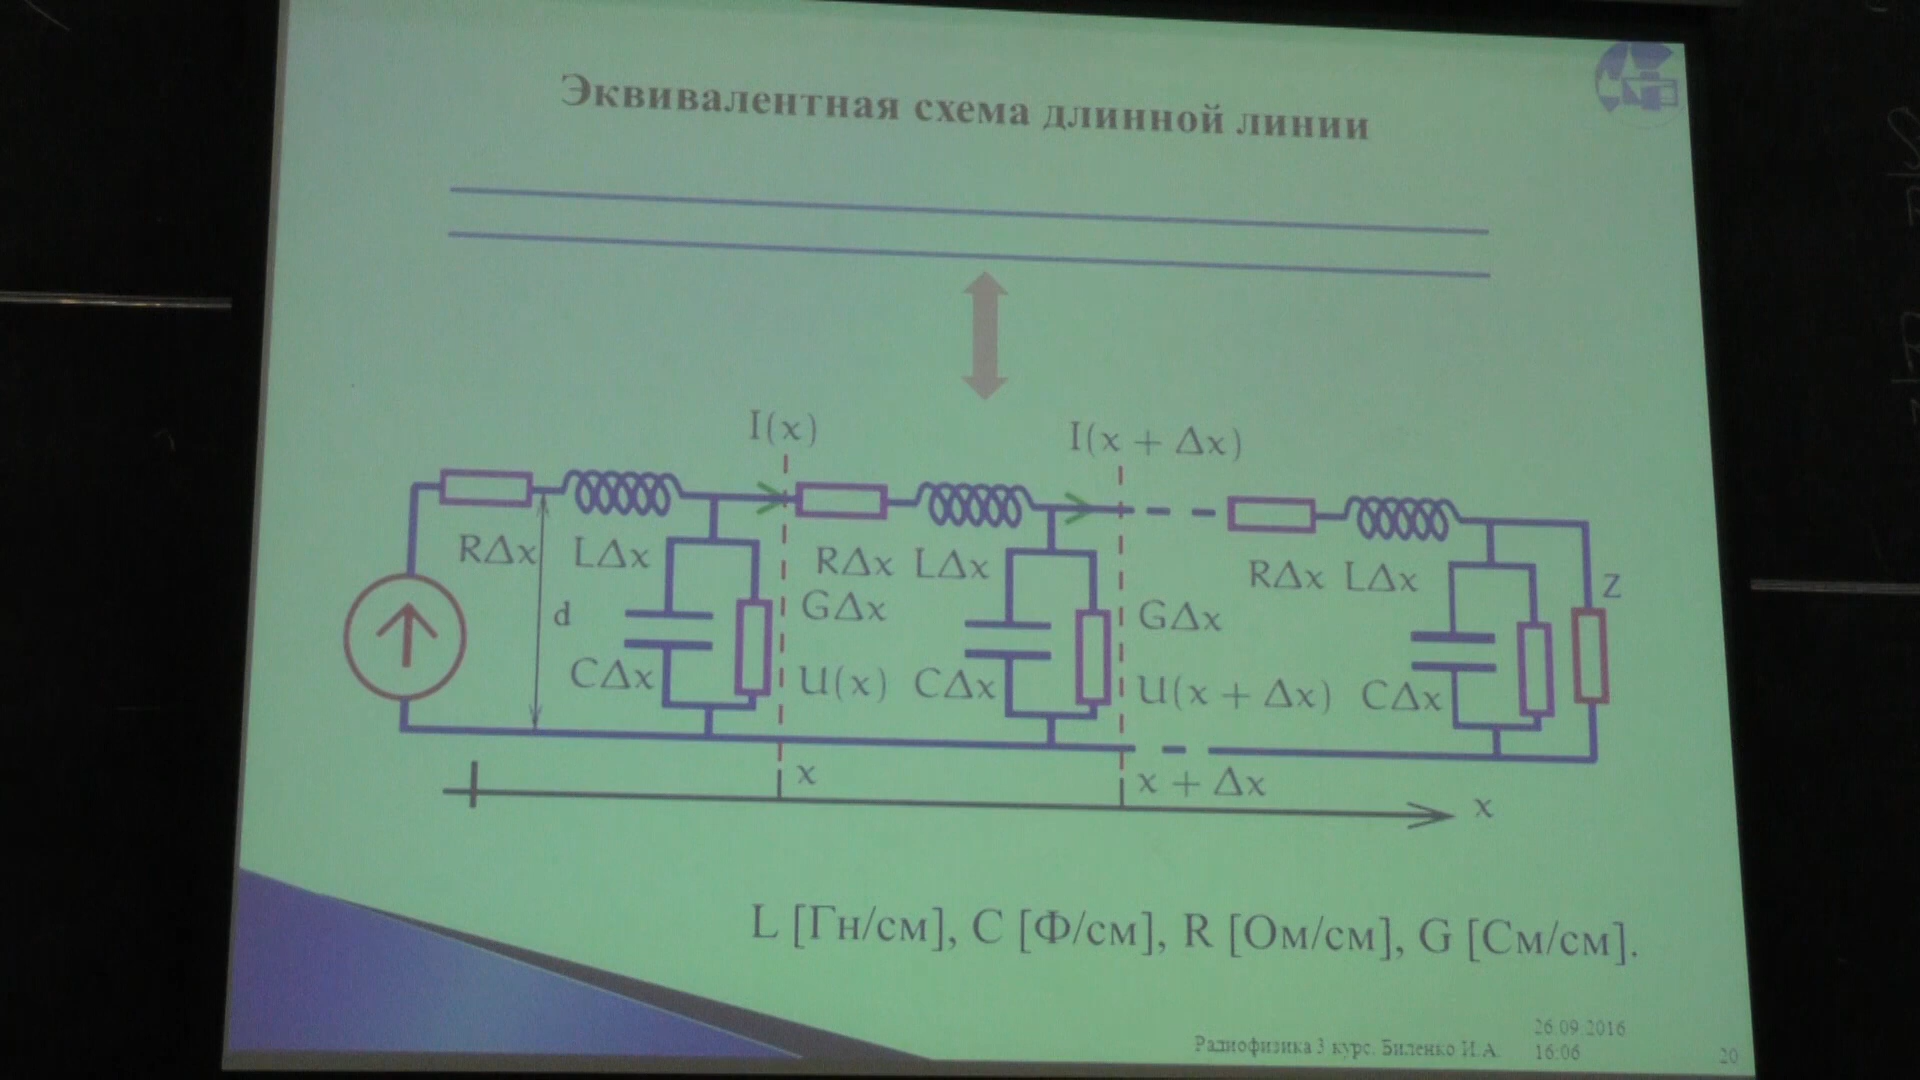 Эквивалентная схема длинной линии
I(x)
I(x + Δx)
RΔx LΔx RΔx LΔx RΔx LΔx Z
d GΔx GΔx
CΔx U(x) CΔx U(x + Δx) CΔx
x x + Δx x
L [Гн/см], C [Ф/см], R [Ом/см], G [См/см].
26.09.2016
Радиофизика 3 курс. Биленко И.А. 16:06 20